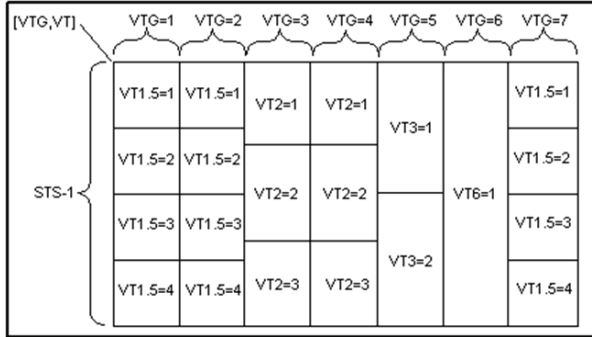 [VTG,VT] VTG=1 VTG=2 VTG=3 VTG=4 VTG=5 VTG=6 VTG=7
VT1.5=1 VT1.5=1 VT2=1 VT2=1 VT3=1 VT1.5=1
VT1.5=2 VT1.5=2 VT1.5=2
STS-1 VT2=2 VT2=2 VT6=1
VT1.5=3 VT1.5=3 VT1.5=3
VT3=2
VT1.5=4 VT1.5=4 VT2=3 VT2=3 VT1.5=4